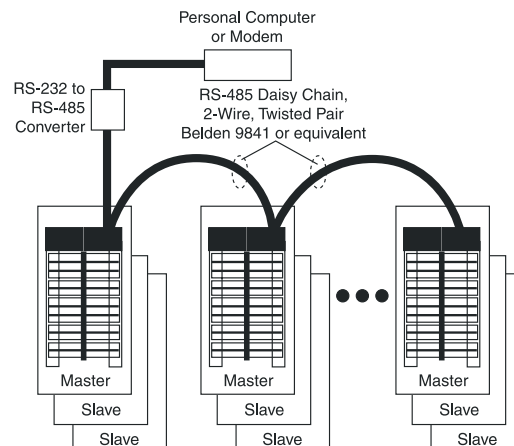 Personal Computer
or Modem
RS-232 to
RS-485
Converter
RS-485 Daisy Chain,
2-Wire, Twisted Pair
Belden 9841 or equivalent
Master
Master
Master
Slave
Slave
Slave
Slave
Slave
Slave